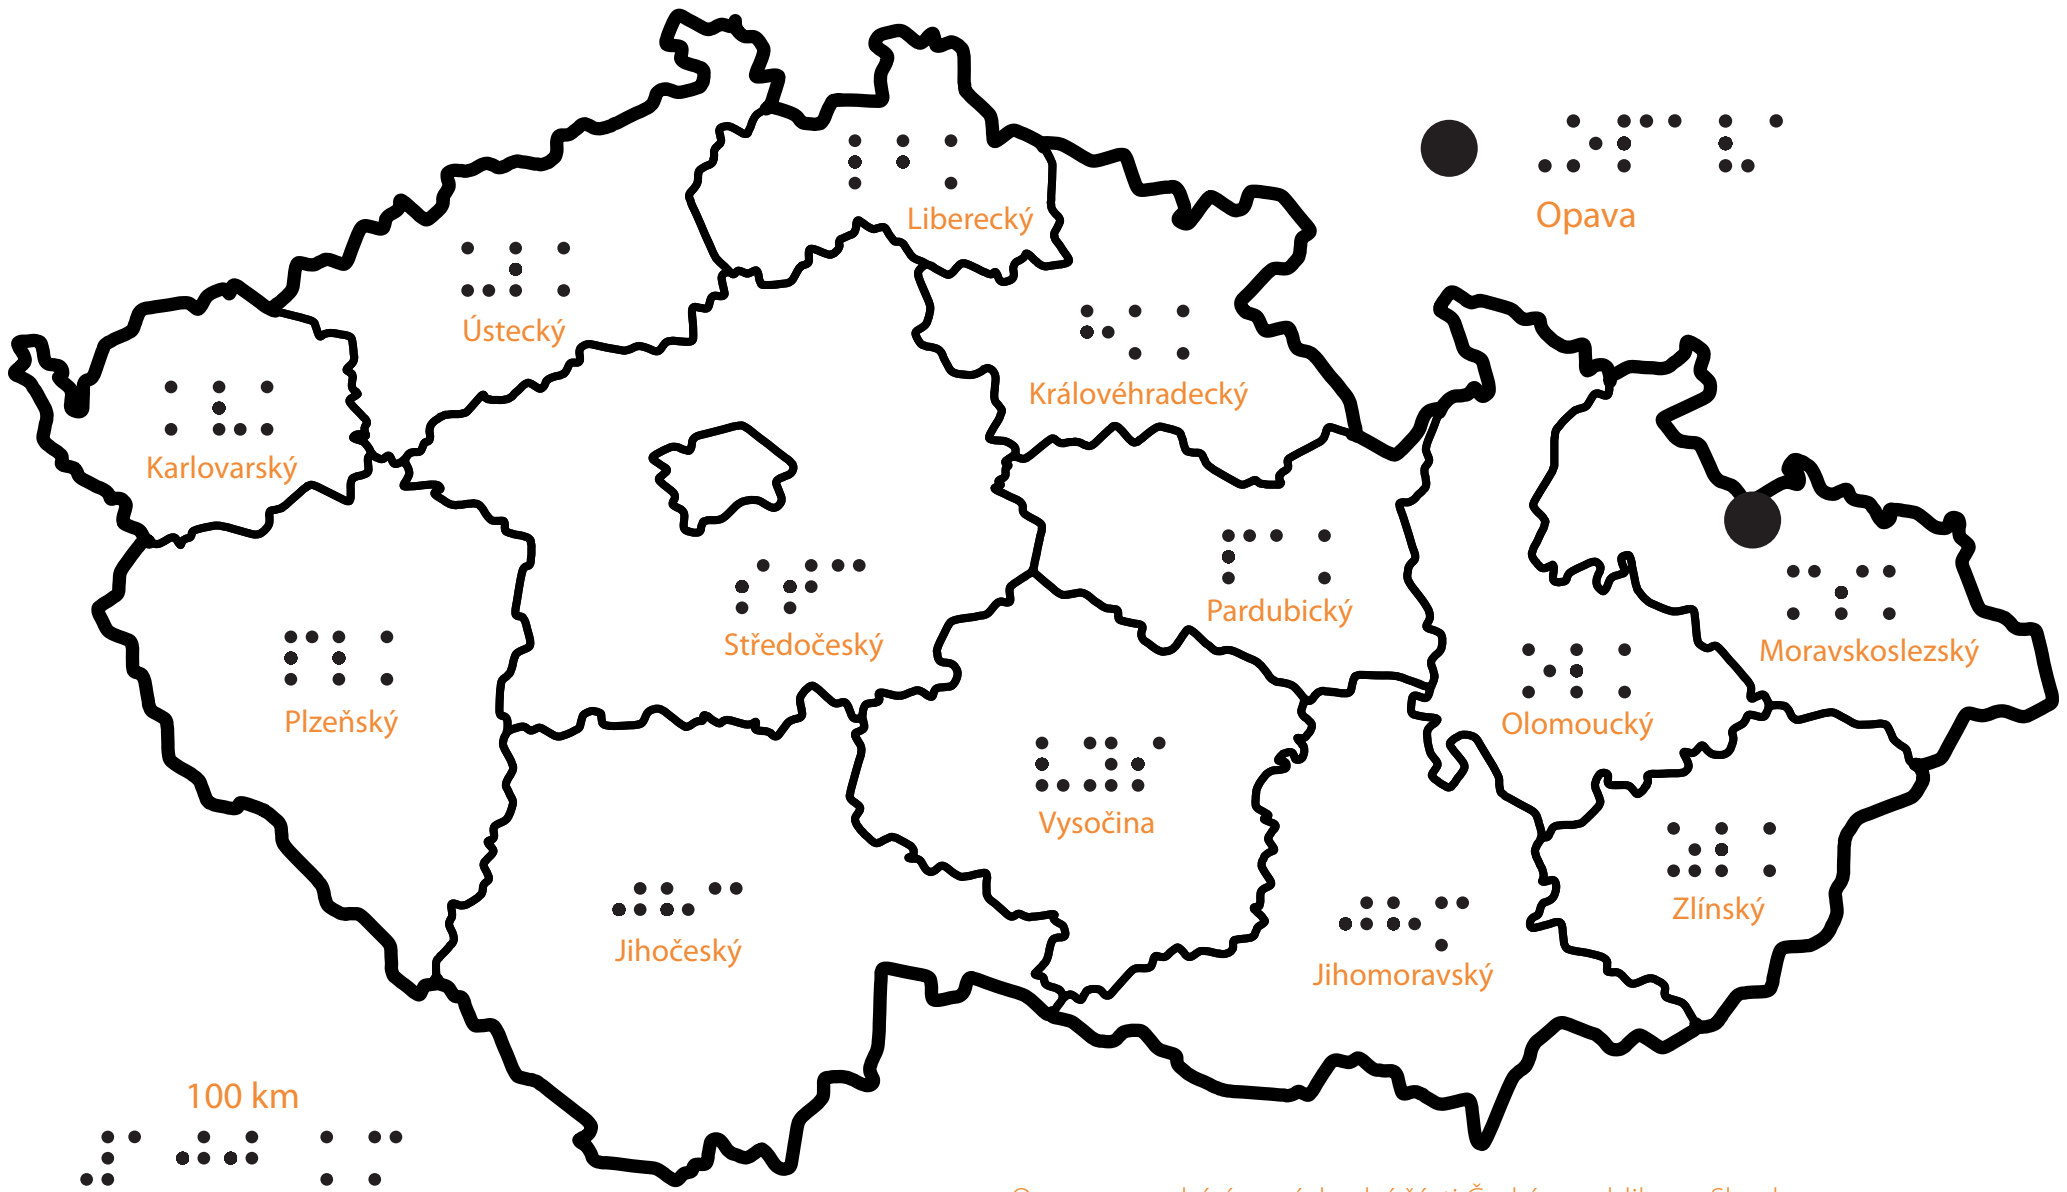 Liberecký
Opava
Ústecký
Královéhradecký
Karlovarský
Pardubický
Středočeský
Moravskoslezský
Plzeňský
Olomoucký
Vysočina
Zlínský
Jihočeský
Jihomoravský
100 km